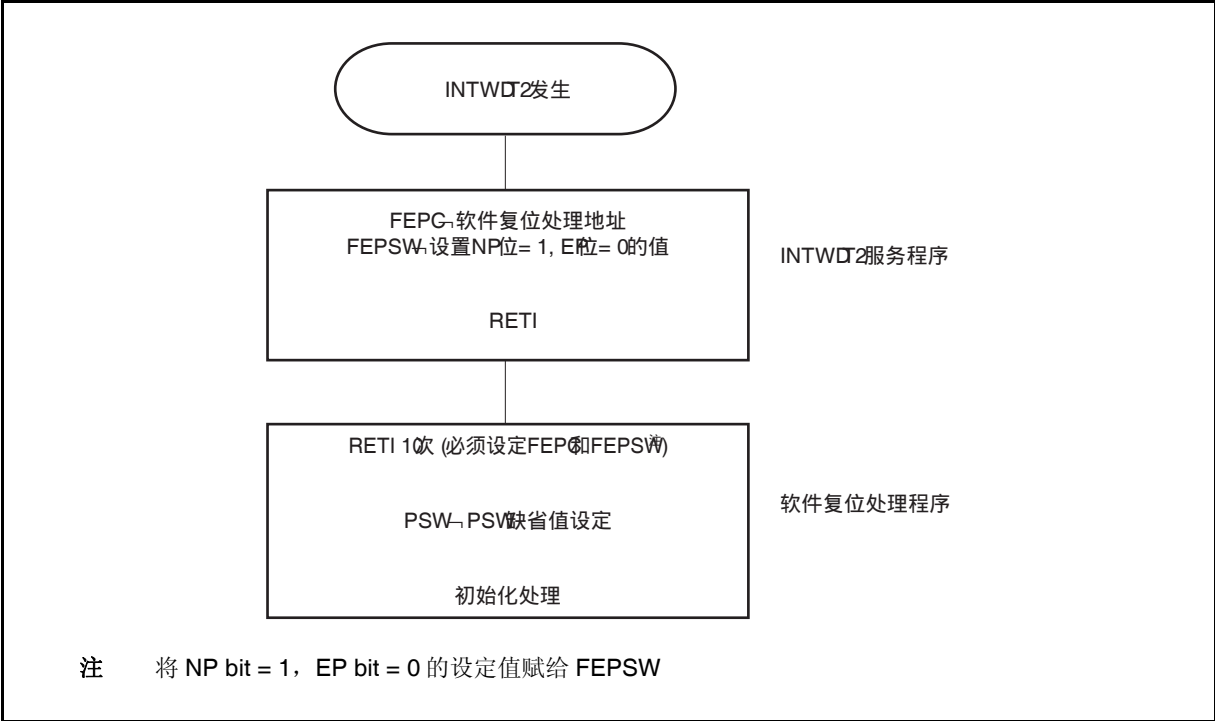 INTWDT2发生
FEPC←软件复位处理地址
FEPSW←设置NP位= 1, EP位= 0的值
INTWDT2服务程序
RETI
RETI 10次 (必须设定FEPC和FEPSW注)
软件复位处理程序
PSW←PSW缺省值设定
初始化处理
注 将 NP bit = 1，EP bit = 0 的设定值赋给 FEPSW